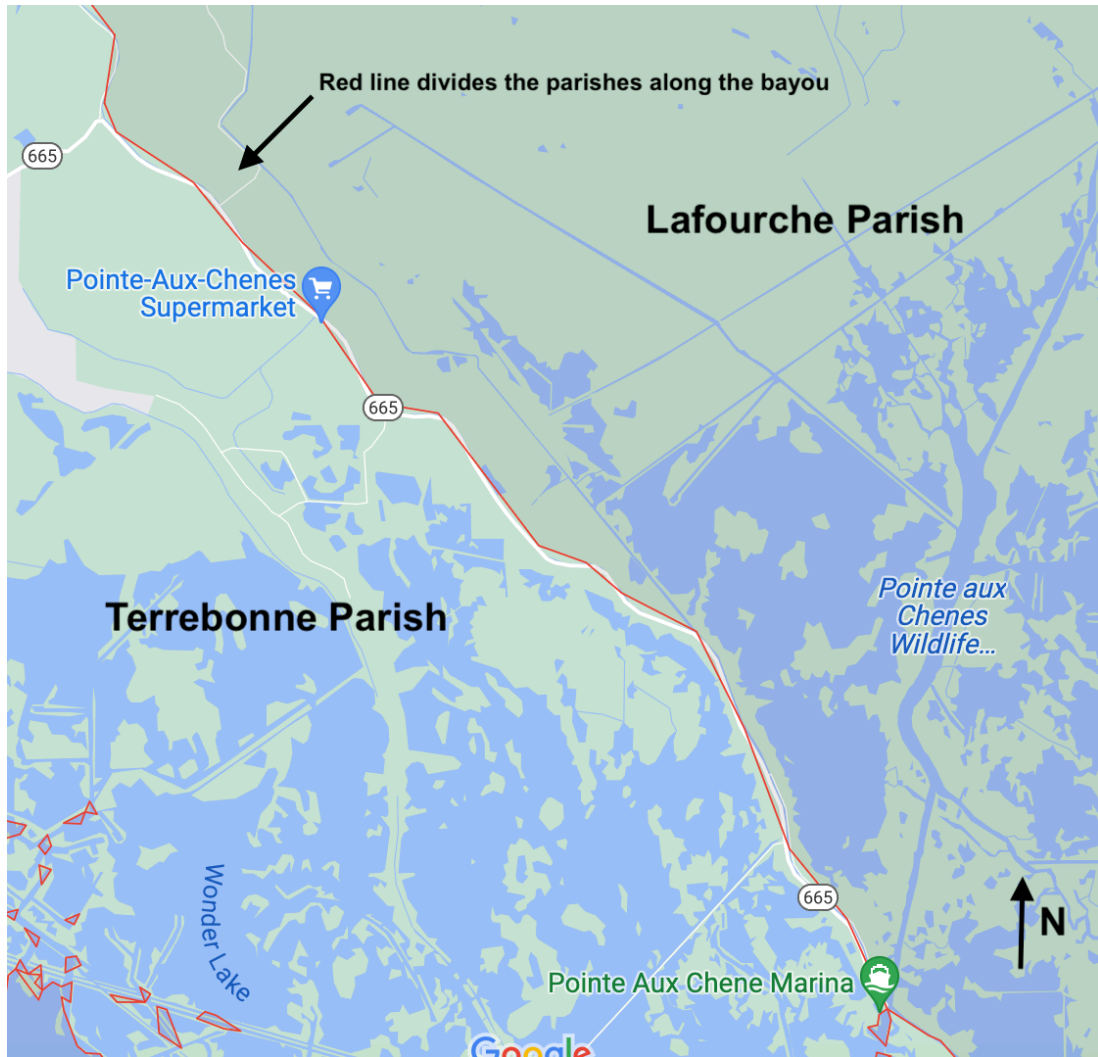 Red line divides the parishes along the bayou
665
Lafourche Parish
Pointe-Aux-Chenes
Supermarket
665
Pointe aux
Chenes
Wildlife...
Terrebonne Parish
Wonder Lake
665
N
Pointe Aux Chene Marina
Google